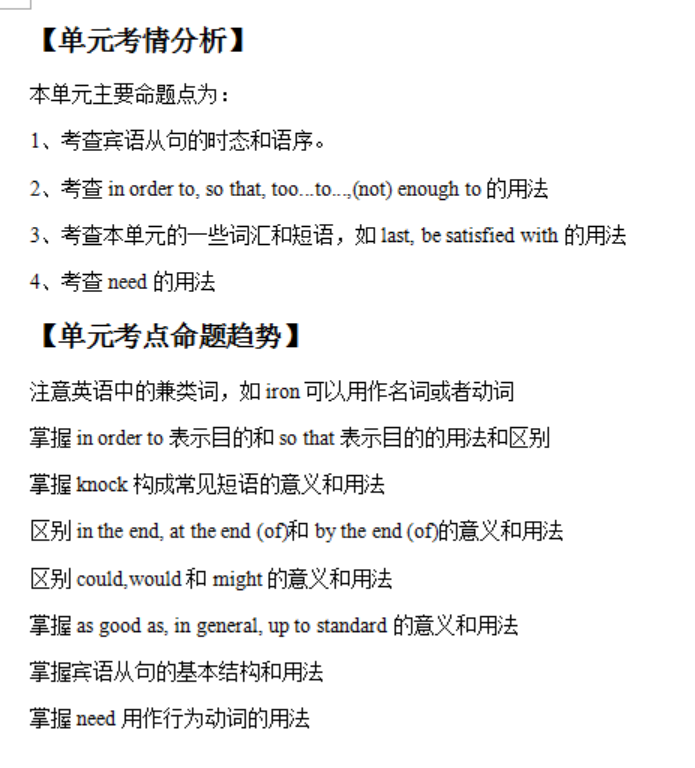 【单元考情分析】
本单元主要命题点为：
1、考查宾语从句的时态和语序。
2、考查 in order to, so that, too...to...,(not) enough to 的用法
3、考查本单元的一些词汇和短语，如 last, be satisfied with 的用法
4、考查 need 的用法
【单元考点命题趋势】
注意英语中的兼类词，如 iron 可以用作名词或者动词
掌握 in order to 表示目的和 so that 表示目的的用法和区别
掌握 knock 构成常见短语的意义和用法
区别 in the end, at the end (of)和 by the end (of)的意义和用法
区别 could,would 和 might 的意义和用法
掌握 as good as, in general, up to standard 的意义和用法
掌握宾语从句的基本结构和用法
掌握 need 用作行为动词的用法